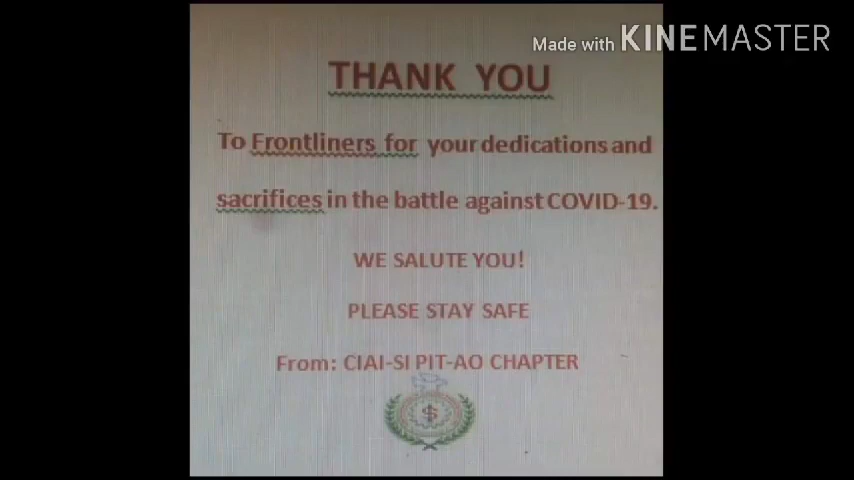 Made with KINEMASTER
THANK YOU
To Frontliners for your dedications and
sacrifices in the battle against COVID-19.
WE SALUTE YOU!
PLEASE STAY SAFE
From: CIAI-SI PIT-AO CHAPTER